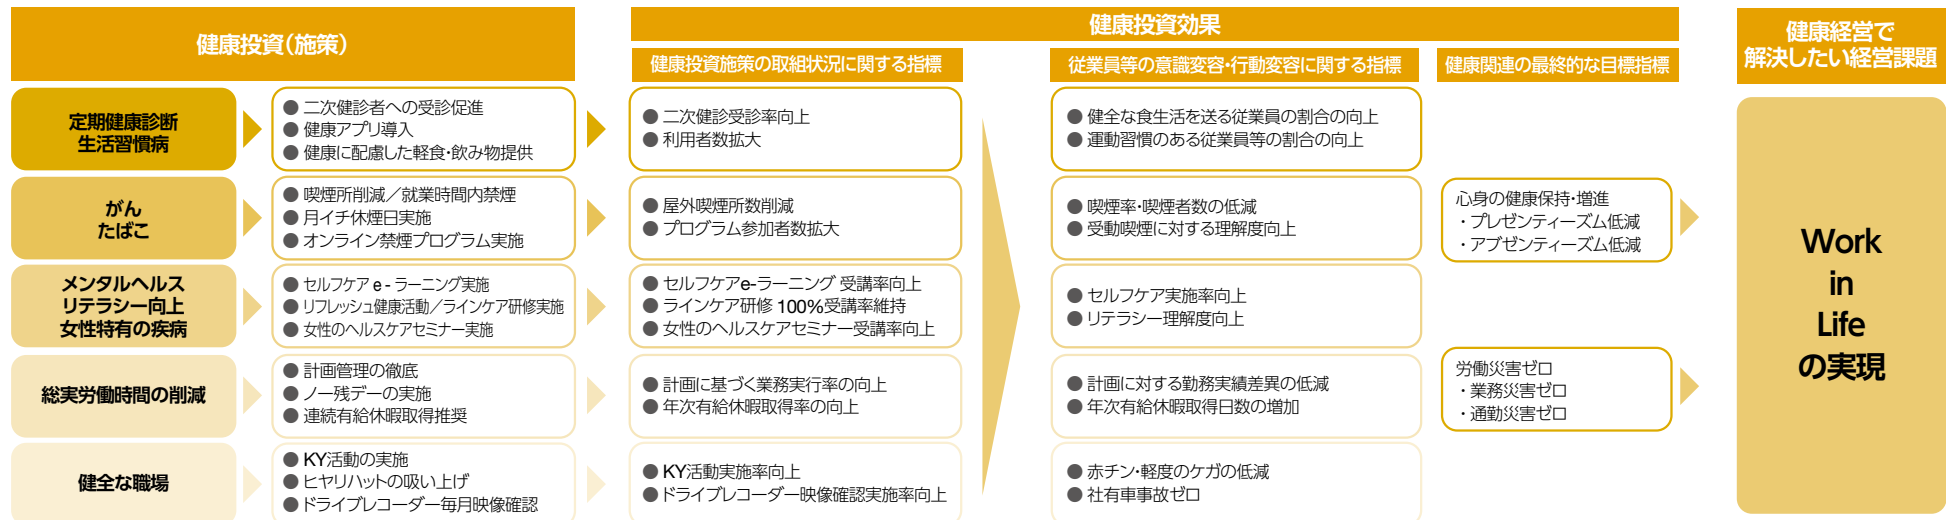 健康投資（施策）
健康投資効果
健康投資施策の取組状況に関する指標
従業員等の意識変容・行動変容に関する指標
健康関連の最終的な目標指標
健康経営で
解決したい経営課題
定期健康診断
生活習慣病
● 二次健診者への受診促進
● 健康アプリ導入
● 健康に配慮した軽食・飲み物提供
● 二次健診受診率向上
● 利用者数拡大
● 健全な食生活を送る従業員の割合の向上
● 運動習慣のある従業員等の割合の向上
がん
たばこ
● 喫煙所削減／就業時間内禁煙
● 月イチ休煙日実施
● オンライン禁煙プログラム実施
● 屋外喫煙所数削減
● プログラム参加者数拡大
● 喫煙率・喫煙者数の低減
● 受動喫煙に対する理解度向上
メンタルヘルス
リテラシー向上
女性特有の疾病
● セルフケア e - ラーニング実施
● リフレッシュ健康活動／ラインケア研修実施
● 女性のヘルスケアセミナー実施
● セルフケアe-ラーニング 受講率向上
● ラインケア研修 100%受講率維持
● 女性のヘルスケアセミナー受講率向上
● セルフケア実施率向上
● リテラシー理解度向上
総実労働時間の削減
● 計画管理の徹底
● ノー残デーの実施
● 連続有給休暇取得推奨
● 計画に基づく業務実行率の向上
● 年次有給休暇取得率の向上
● 計画に対する勤務実績差異の低減
● 年次有給休暇取得日数の増加
健全な職場
● KY活動の実施
● ヒヤリハットの吸い上げ
● ドライブレコーダー毎月映像確認
● KY活動実施率向上
● ドライブレコーダー映像確認実施率向上
● 赤チン・軽度のケガの低減
● 社有車事故ゼロ
心身の健康保持・増進
・プレゼンティーズム低減
・アブゼンティーズム低減
労働災害ゼロ
・業務災害ゼロ
・通勤災害ゼロ
Work
in
Life
の実現